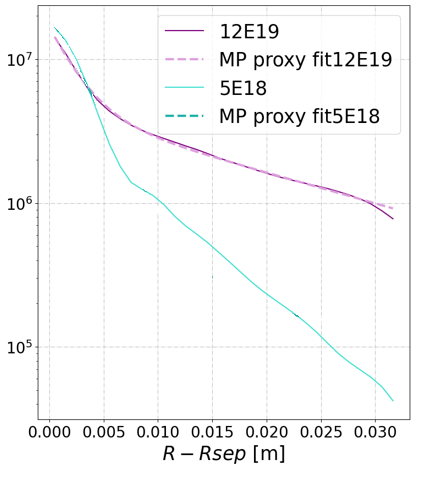 12E19
MP proxy fit12E19
5E18
MP proxy fit5E18
10⁷
10⁶
10⁵
0.000 0.005 0.010 0.015 0.020 0.025 0.030
R − Rsep [m]